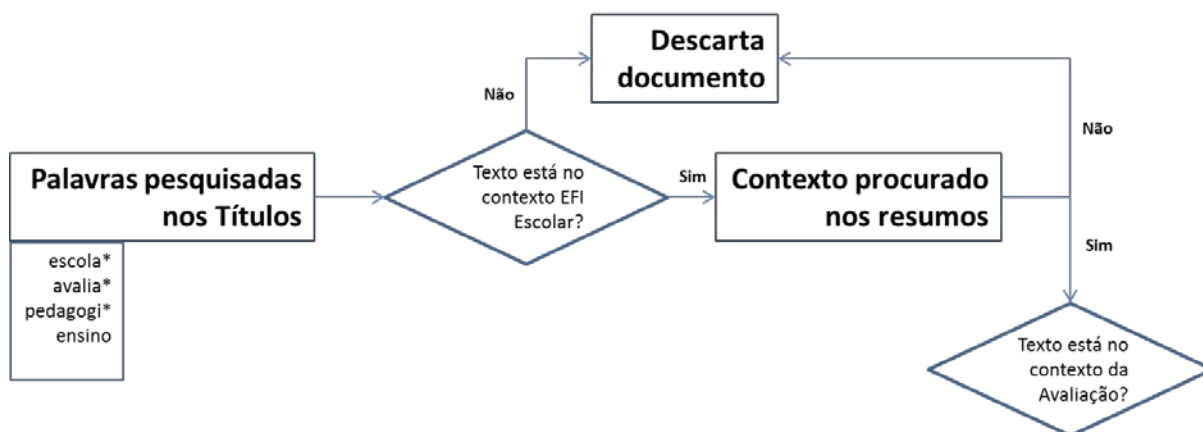 Descarta
documento
Não
Não
Palavras pesquisadas
nos Títulos
Texto está no
contexto EFI
Escolar?
Sim
Contexto procurado
nos resumos
escola*
avalia*
pedagogi*
ensino
Sim
Texto está no
contexto da
Avaliação?